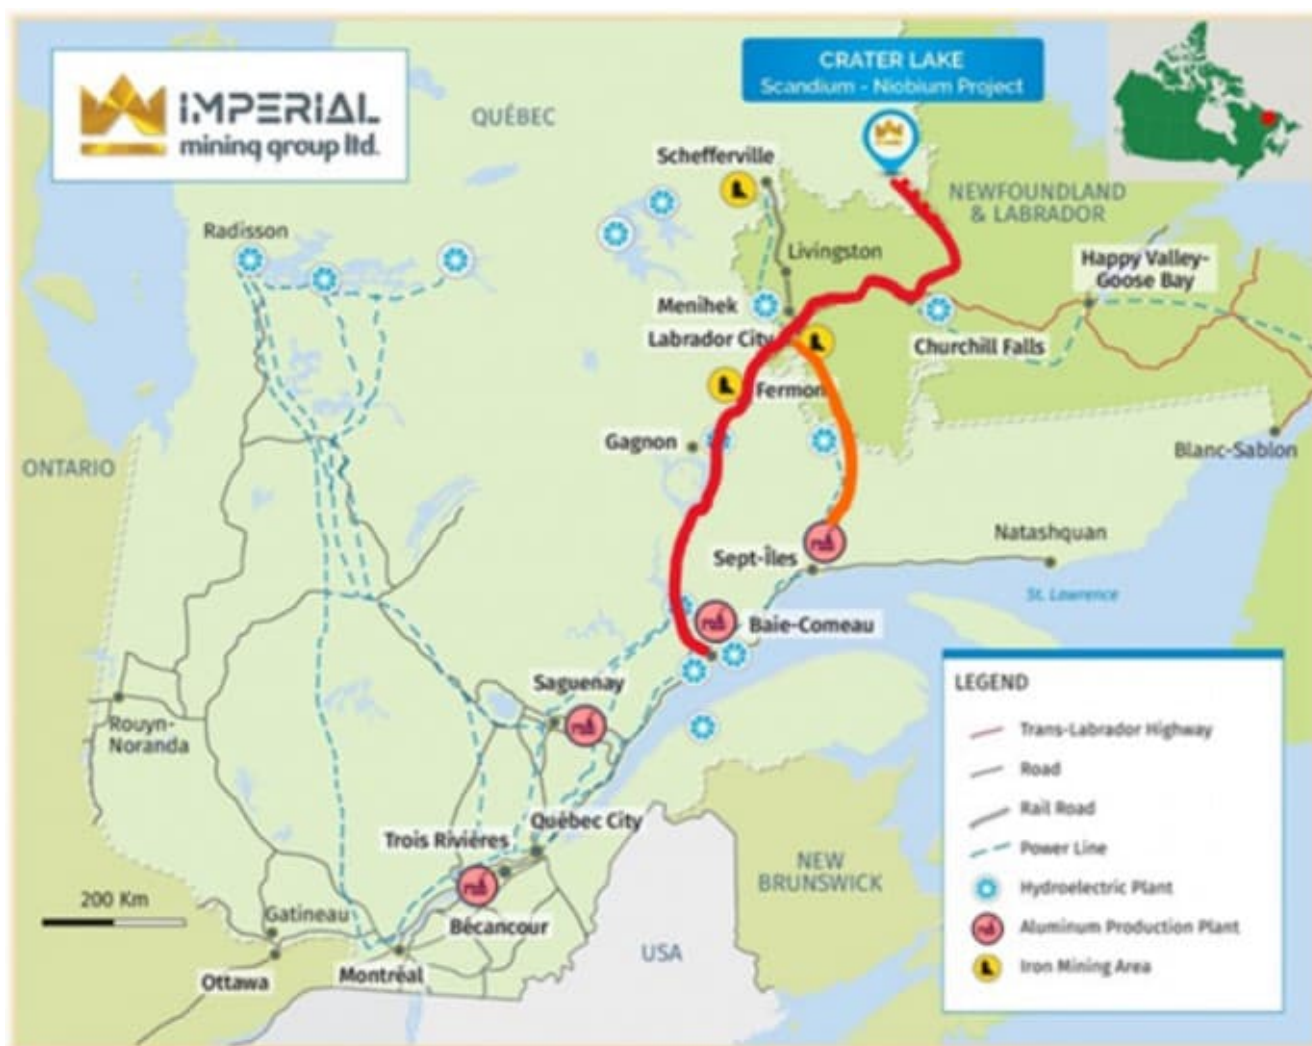 IMPERIAL
mining group ltd.
CRATER LAKE
Scandium - Niobium Project
QUÉBEC
Schefferville
NEWFOUNDLAND
& LABRADOR
Radisson
Livingston
Happy Valley-
Goose Bay
Menihek
Labrador City
Churchill Falls
Fermon
Gagnon
Blanc-Sablon
ONTARIO
Natashquan
Sept-Îles
St. Lawrence
Baie-Comeau
Saguenay
Rouyn-
Noranda
Québec City
Trois Rivières
NEW
BRUNSWICK
200 Km
Gatineau
Bécancour
USA
Ottawa
Montréal
LEGEND
Trans-Labrador Highway
Road
Rail Road
Power Line
Hydroelectric Plant
Aluminum Production Plant
Iron Mining Area